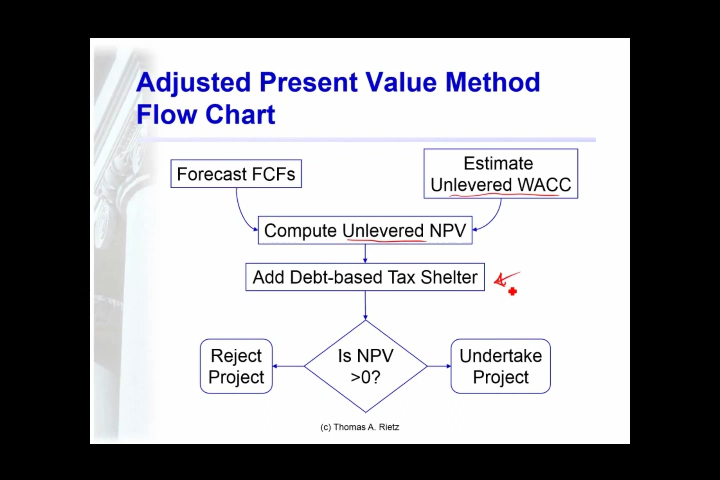 Adjusted Present Value Method
Flow Chart
Forecast FCFs
Estimate
Unlevered WACC
Compute Unlevered NPV
Add Debt-based Tax Shelter
Reject
Project
Is NPV
>0?
Undertake
Project
(c) Thomas A. Rietz